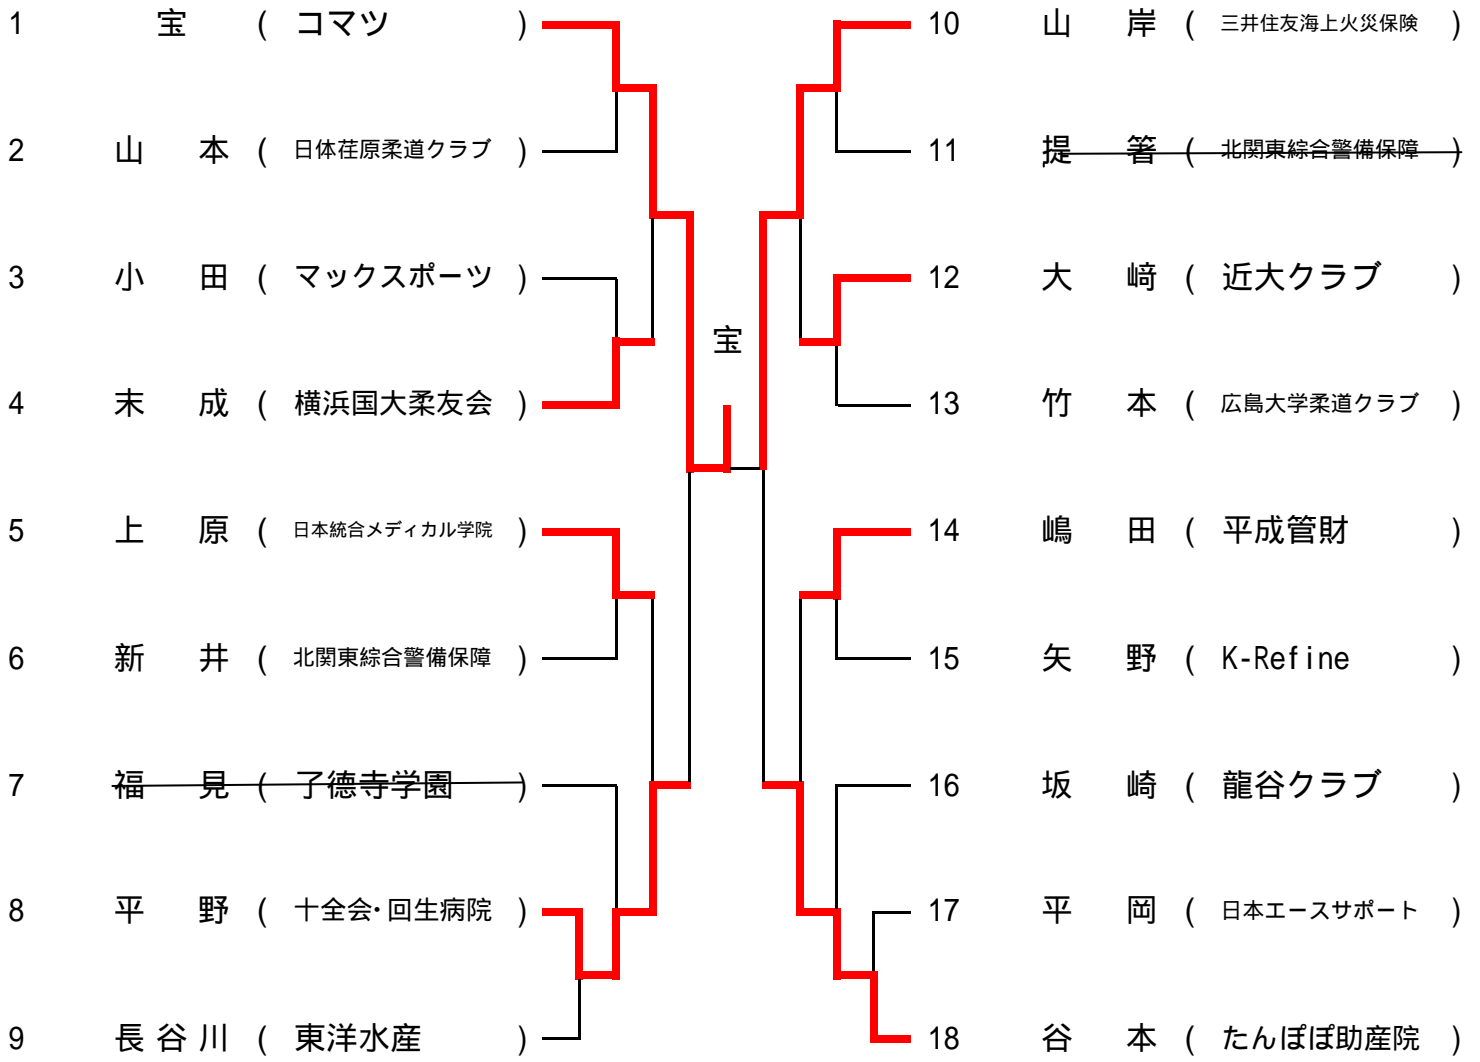 1 宝 ( コマツ )
2 山本 ( 日体荏原柔道クラブ )
3 小田 ( マックスポーツ )
4 末成 ( 横浜国大柔友会 )
5 上原 ( 日本統合メディカル学院 )
6 新井 ( 北関東綜合警備保障 )
7 福見 ( 了德寺学園 )
8 平野 ( 十全会・回生病院 )
9 長谷川 ( 東洋水産 )
宝
10 山岸 ( 三井住友海上火災保険 )
11 提箸 ( 北関東綜合警備保障 )
12 大﨑 ( 近大クラブ )
13 竹本 ( 広島大学柔道クラブ )
14 嶋田 ( 平成管財 )
15 矢野 ( K-Refine )
16 坂崎 ( 龍谷クラブ )
17 平岡 ( 日本エースサポート )
18 谷本 ( たんぽぽ助産院 )